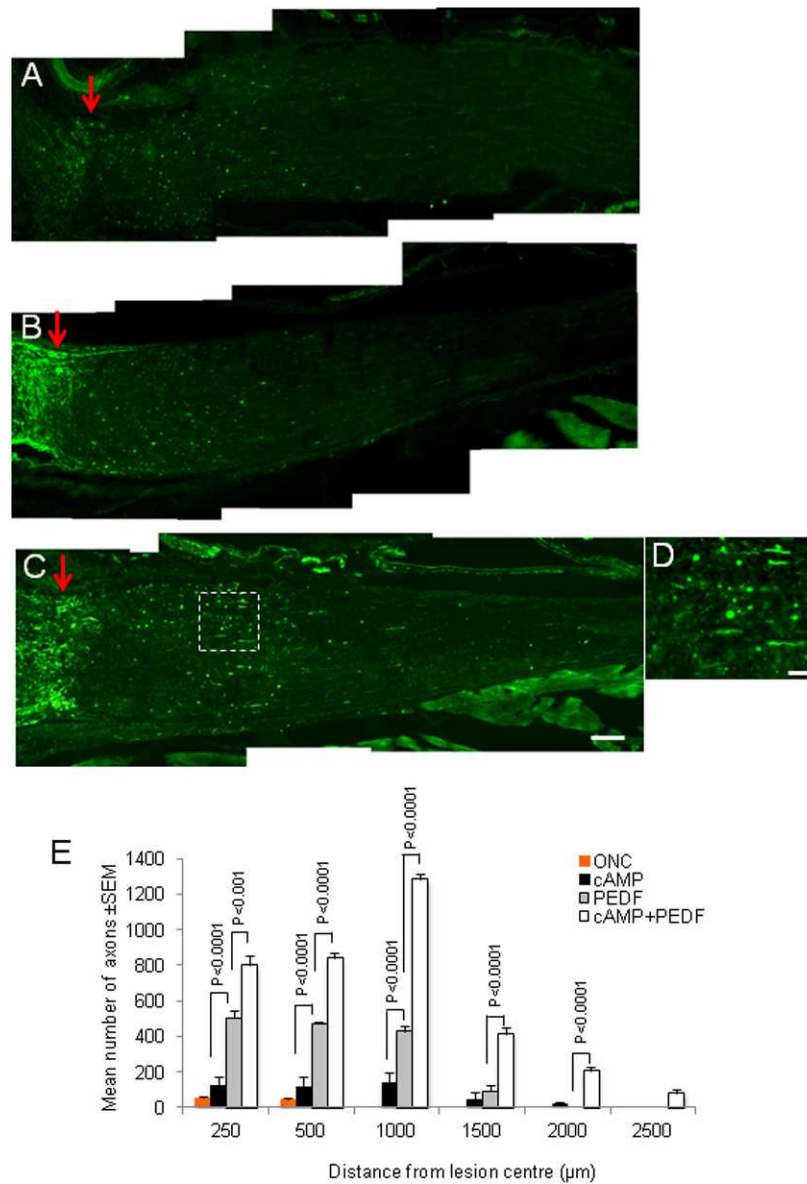 A
B
C
D
E
Mean number of axons ±SEM
1400
1200
1000
800
600
400
200
0
P<0.0001
P<0.001
P<0.0001
P<0.0001
P<0.0001
P<0.0001
P<0.0001
P<0.0001
ONC
cAMP
PEDF
cAMP+PEDF
250 500 1000 1500 2000 2500
Distance from lesion centre (µm)